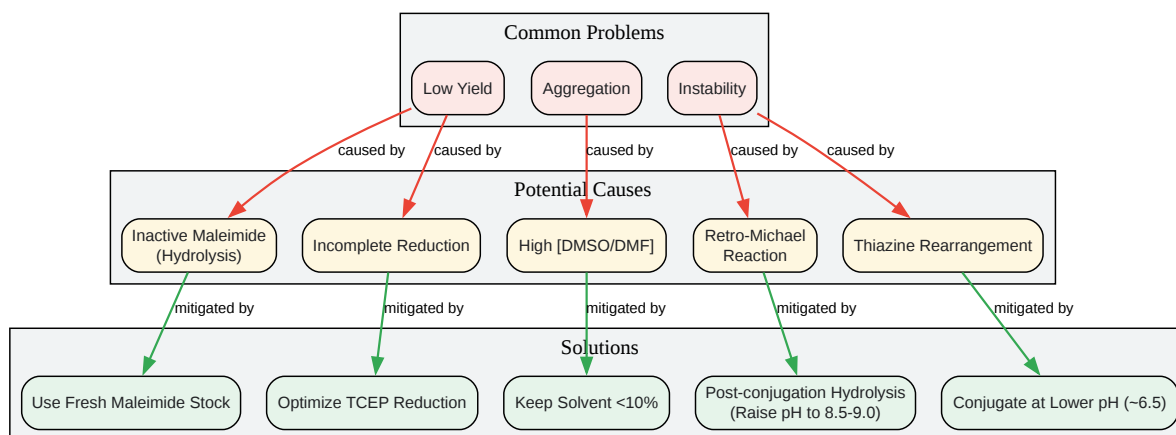 Common Problems
Low Yield
Aggregation
Instability
caused by
caused by
caused by
caused by
caused by
Potential Causes
Inactive Maleimide
(Hydrolysis)
Incomplete Reduction
High [DMSO/DMF]
Retro-Michael
Reaction
Thiazine Rearrangement
mitigated by
mitigated by
mitigated by
mitigated by
mitigated by
Solutions
Use Fresh Maleimide Stock
Optimize TCEP Reduction
Keep Solvent <10%
Post-conjugation Hydrolysis
(Raise pH to 8.5-9.0)
Conjugate at Lower pH (~6.5)